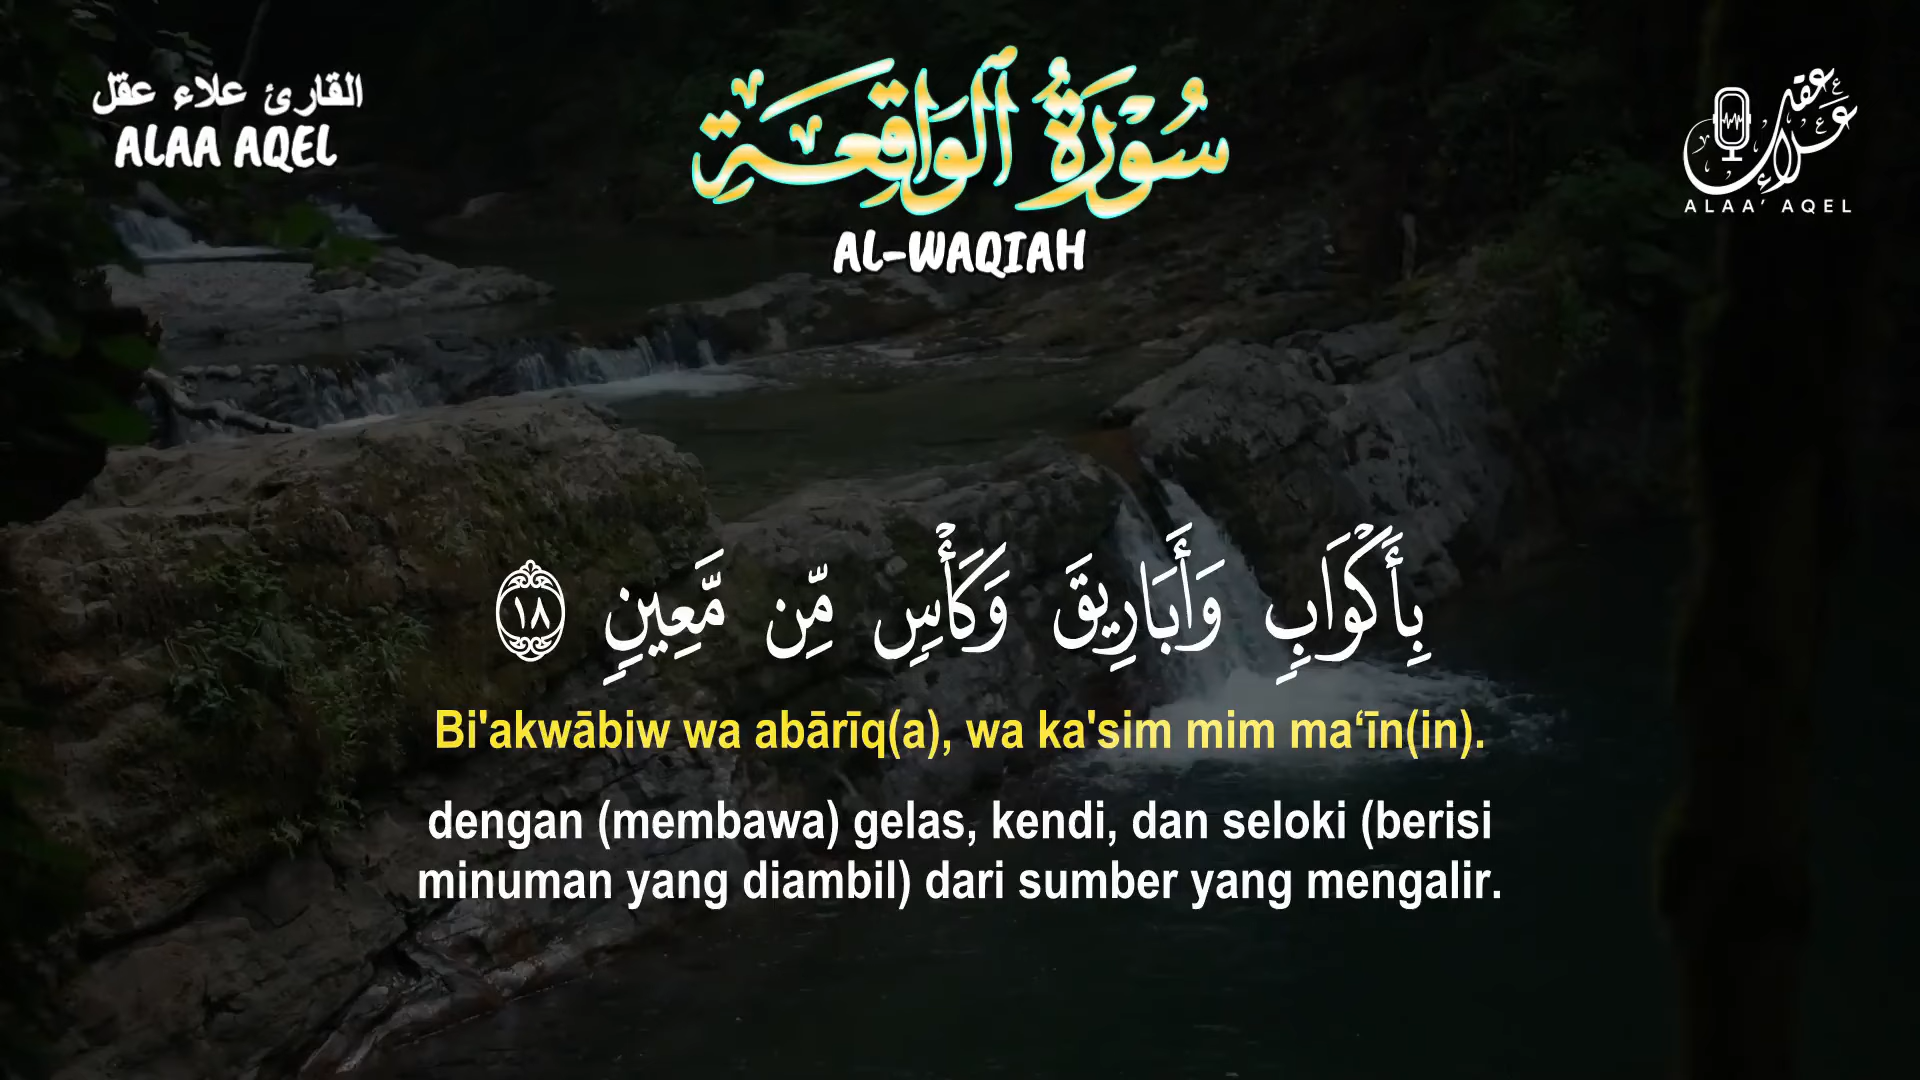 القارئ علاء عقل
ALAA AQEL
سُوْرَةُ ٱلْوَاقِعَةِ
AL-WAQIAH
علاء عقل
ALAA' AQEL
بِأَكْوَابٍ وَأَبَارِيقَ وَكَأْسٍ مِّن مَّعِينٍ ١٨
Bi'akwābiw wa abārīq(a), wa ka'sim mim ma‘īn(in).
dengan (membawa) gelas, kendi, dan seloki (berisi
minuman yang diambil) dari sumber yang mengalir.